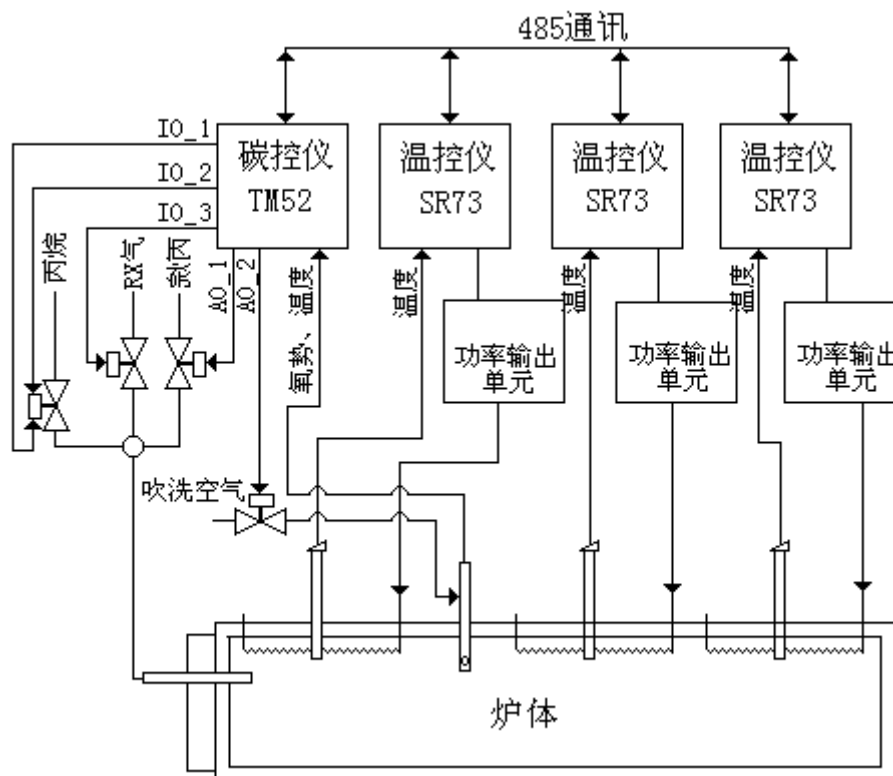 485通讯
IO_1
IO_2
IO_3
碳控仪
TM52
温控仪
SR73
温控仪
SR73
温控仪
SR73
丙烷
RX气
AO_1
AO_2
氧势、温度
温度
温度
温度
功率输出
单元
功率输出
单元
功率输出
单元
吹洗空气
炉体